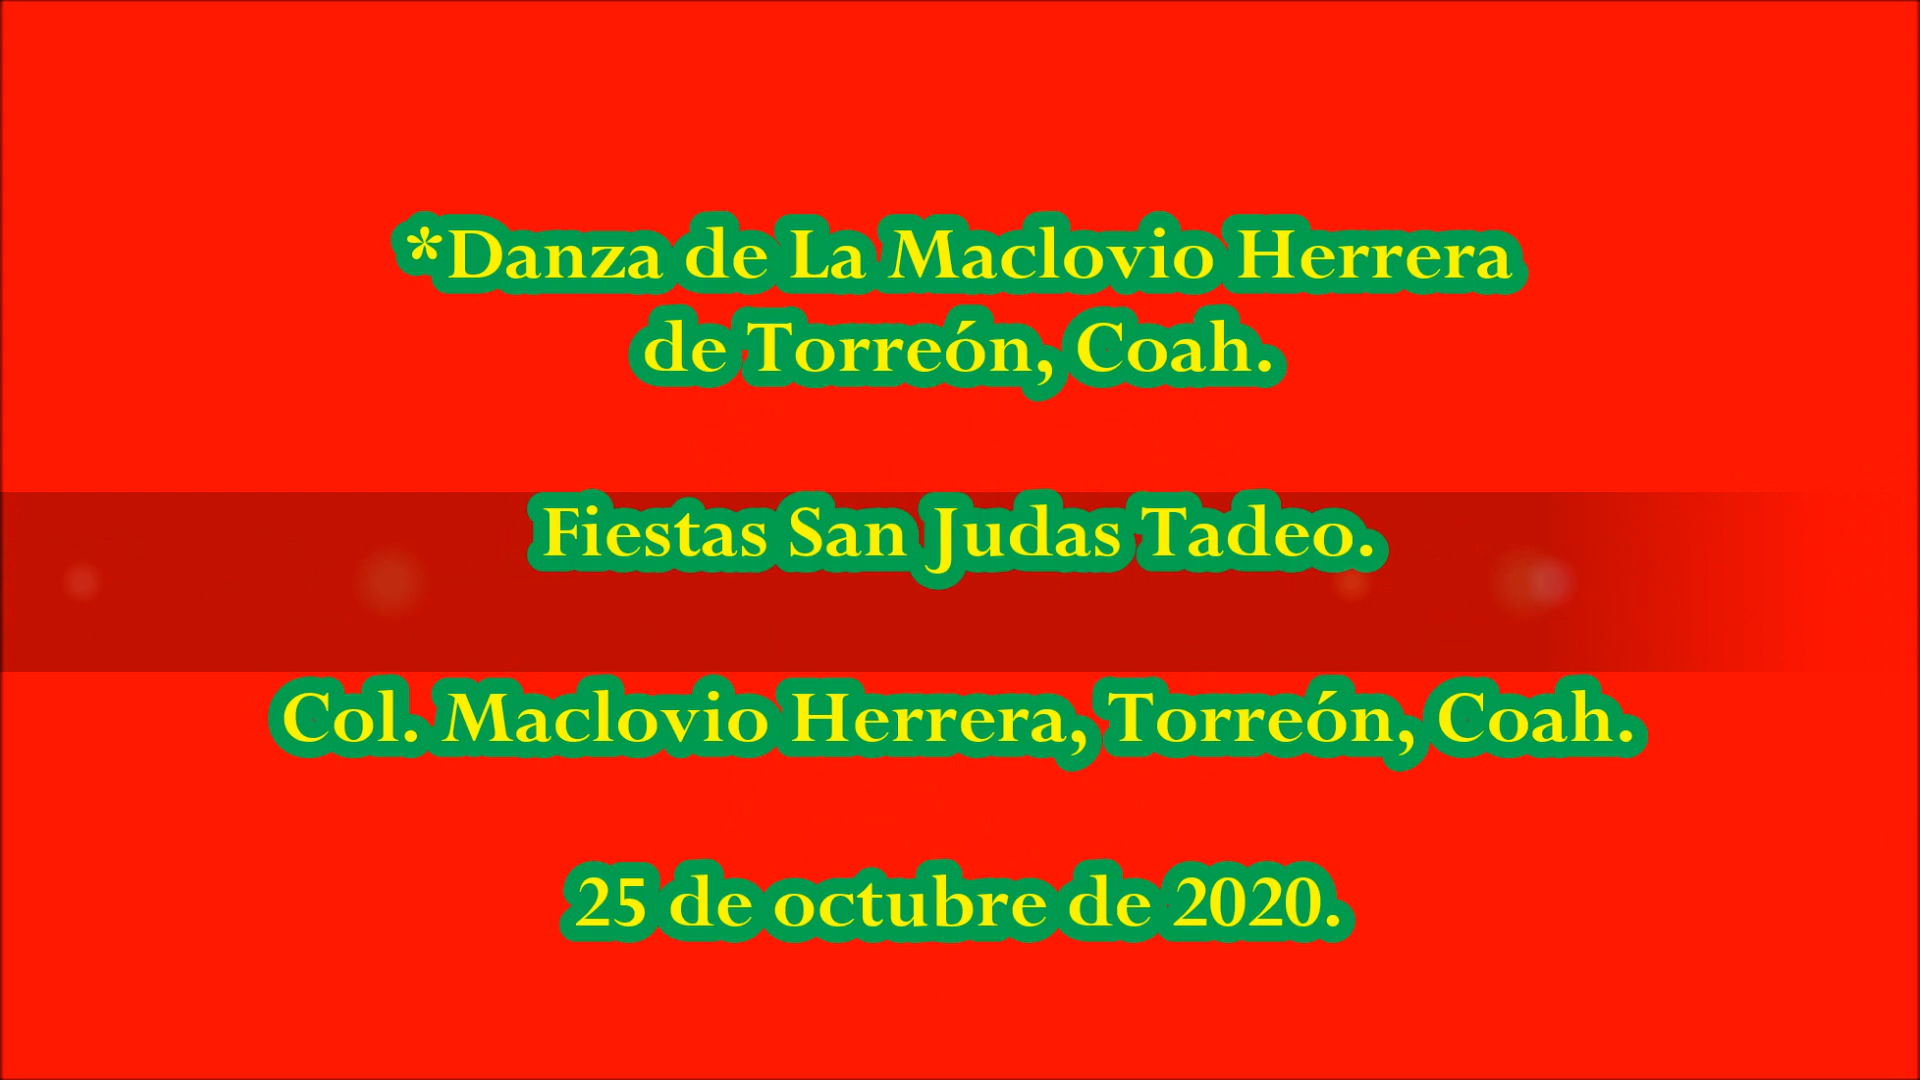 *Danza de La Maclovio Herrera
de Torreón, Coah.
Fiestas San Judas Tadeo.
Col. Maclovio Herrera, Torreón, Coah.
25 de octubre de 2020.